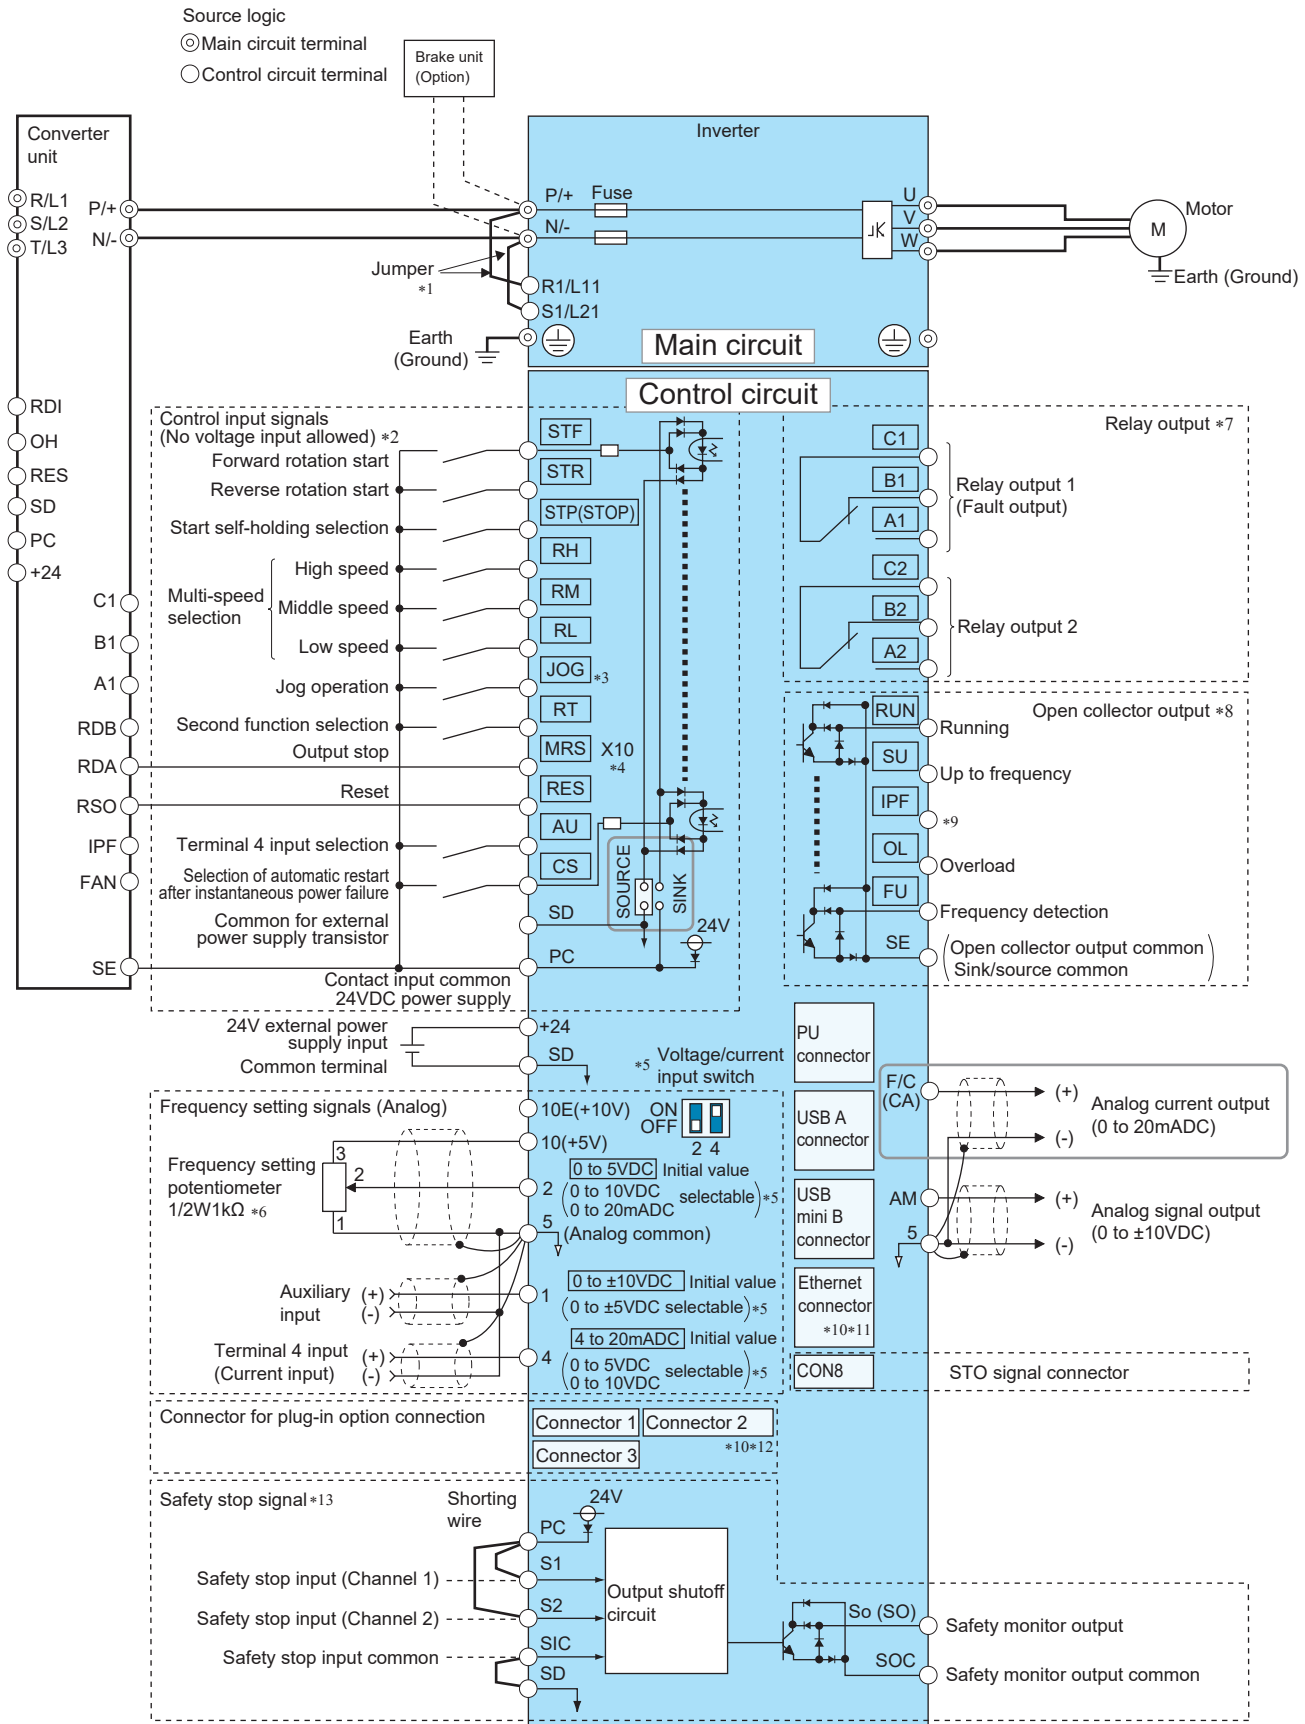 Source logic
Main circuit terminal
Control circuit terminal
Brake unit
(Option)
Converter
unit
R/L1
S/L2
T/L3
P/+
N/-
Inverter
P/+
Fuse
N/-
U
V
W
M
Motor
Earth (Ground)
Jumper
*1
R1/L11
S1/L21
Earth
(Ground)
Main circuit
Control circuit
RDI
OH
RES
SD
PC
+24
C1
B1
A1
RDB
RDA
RSO
IPF
FAN
SE
Control input signals
(No voltage input allowed) *2
Forward rotation start
Reverse rotation start
Start self-holding selection
Multi-speed
selection
High speed
Middle speed
Low speed
Jog operation
Second function selection
Output stop
Reset
Terminal 4 input selection
Selection of automatic restart
after instantaneous power failure
Common for external
power supply transistor
Contact input common
24VDC power supply
STF
STR
STP(STOP)
RH
RM
RL
JOG *3
RT
MRS X10
*4
RES
AU
CS
SD
PC
SOURCE
SINK
24V
Relay output *7
C1
B1
A1
Relay output 1
(Fault output)
C2
B2
A2
Relay output 2
Open collector output *8
RUN
Running
SU
Up to frequency
IPF
*9
OL
Overload
FU
Frequency detection
SE
(Open collector output common
Sink/source common)
24V external power
supply input
Common terminal
+24
SD
*5 Voltage/current
input switch
PU
connector
USB A
connector
USB
mini B
connector
Ethernet
connector
*10*11
CON8
STO signal connector
F/C
(CA)
(+)
(-)
Analog current output
(0 to 20mADC)
AM
5
(+)
(-)
Analog signal output
(0 to ±10VDC)
Frequency setting signals (Analog)
Frequency setting
potentiometer
1/2W1kΩ *6
3
2
1
10E(+10V)
ON
OFF
2 4
10(+5V)
2
0 to 5VDC Initial value
(0 to 10VDC
0 to 20mADC selectable) *5
5
(Analog common)
Auxiliary
input
(+)
(-)
1
0 to ±10VDC Initial value
(0 to ±5VDC selectable) *5
Terminal 4 input
(Current input)
(+)
(-)
4
4 to 20mADC Initial value
(0 to 5VDC
0 to 10VDC selectable) *5
Connector for plug-in option connection
Connector 1
Connector 2
Connector 3
*10*12
Safety stop signal *13
Shorting
wire
24V
PC
S1
S2
SIC
SD
Safety stop input (Channel 1)
Safety stop input (Channel 2)
Safety stop input common
Output shutoff
circuit
So (SO)
Safety monitor output
SOC
Safety monitor output common